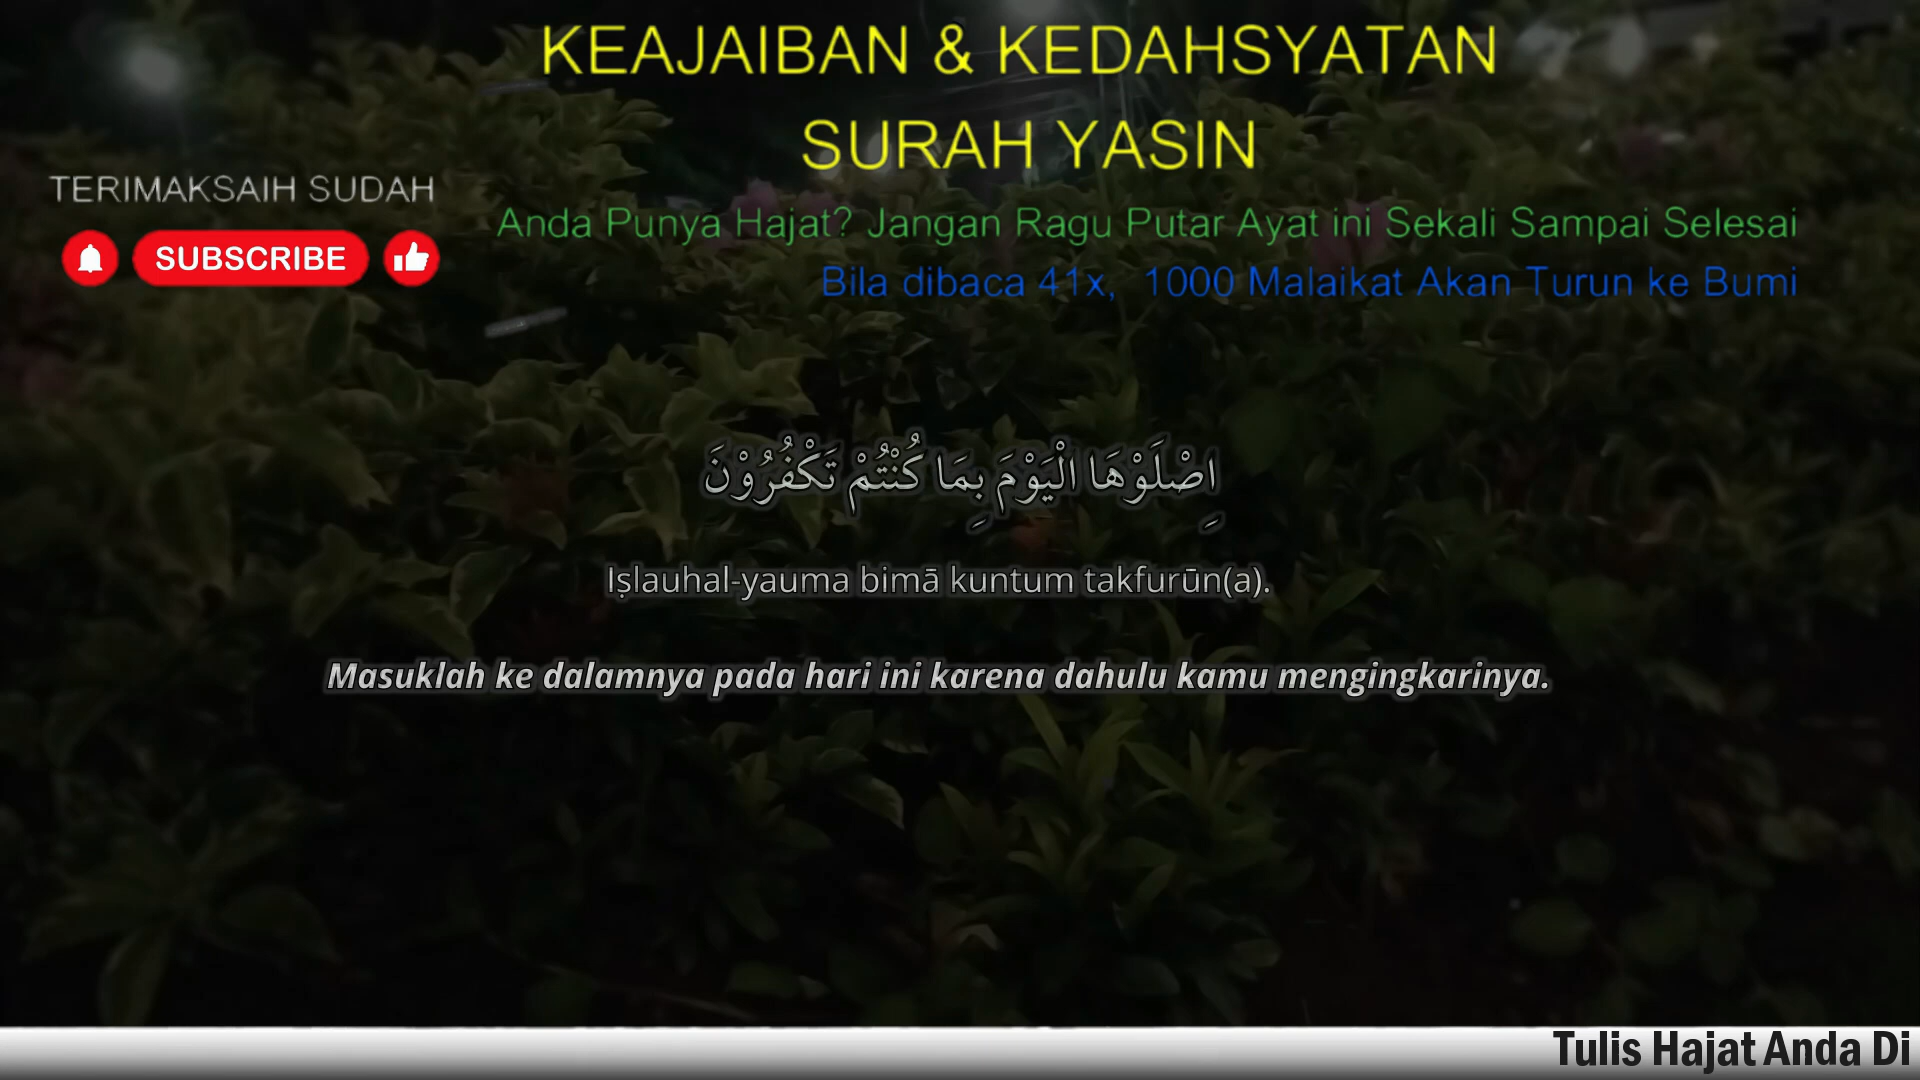 KEAJAIBAN & KEDAHSYATAN
SURAH YASIN
TERIMAKSAIH SUDAH
SUBSCRIBE
Anda Punya Hajat? Jangan Ragu Putar Ayat ini Sekali Sampai Selesai
Bila dibaca 41x, 1000 Malaikat Akan Turun ke Bumi
اِصْلَوْهَا الْيَوْمَ بِمَا كُنْتُمْ تَكْفُرُوْنَ
Iṣlauhal-yauma bimā kuntum takfurūn(a).
Masuklah ke dalamnya pada hari ini karena dahulu kamu mengingkarinya.
Tulis Hajat Anda Di